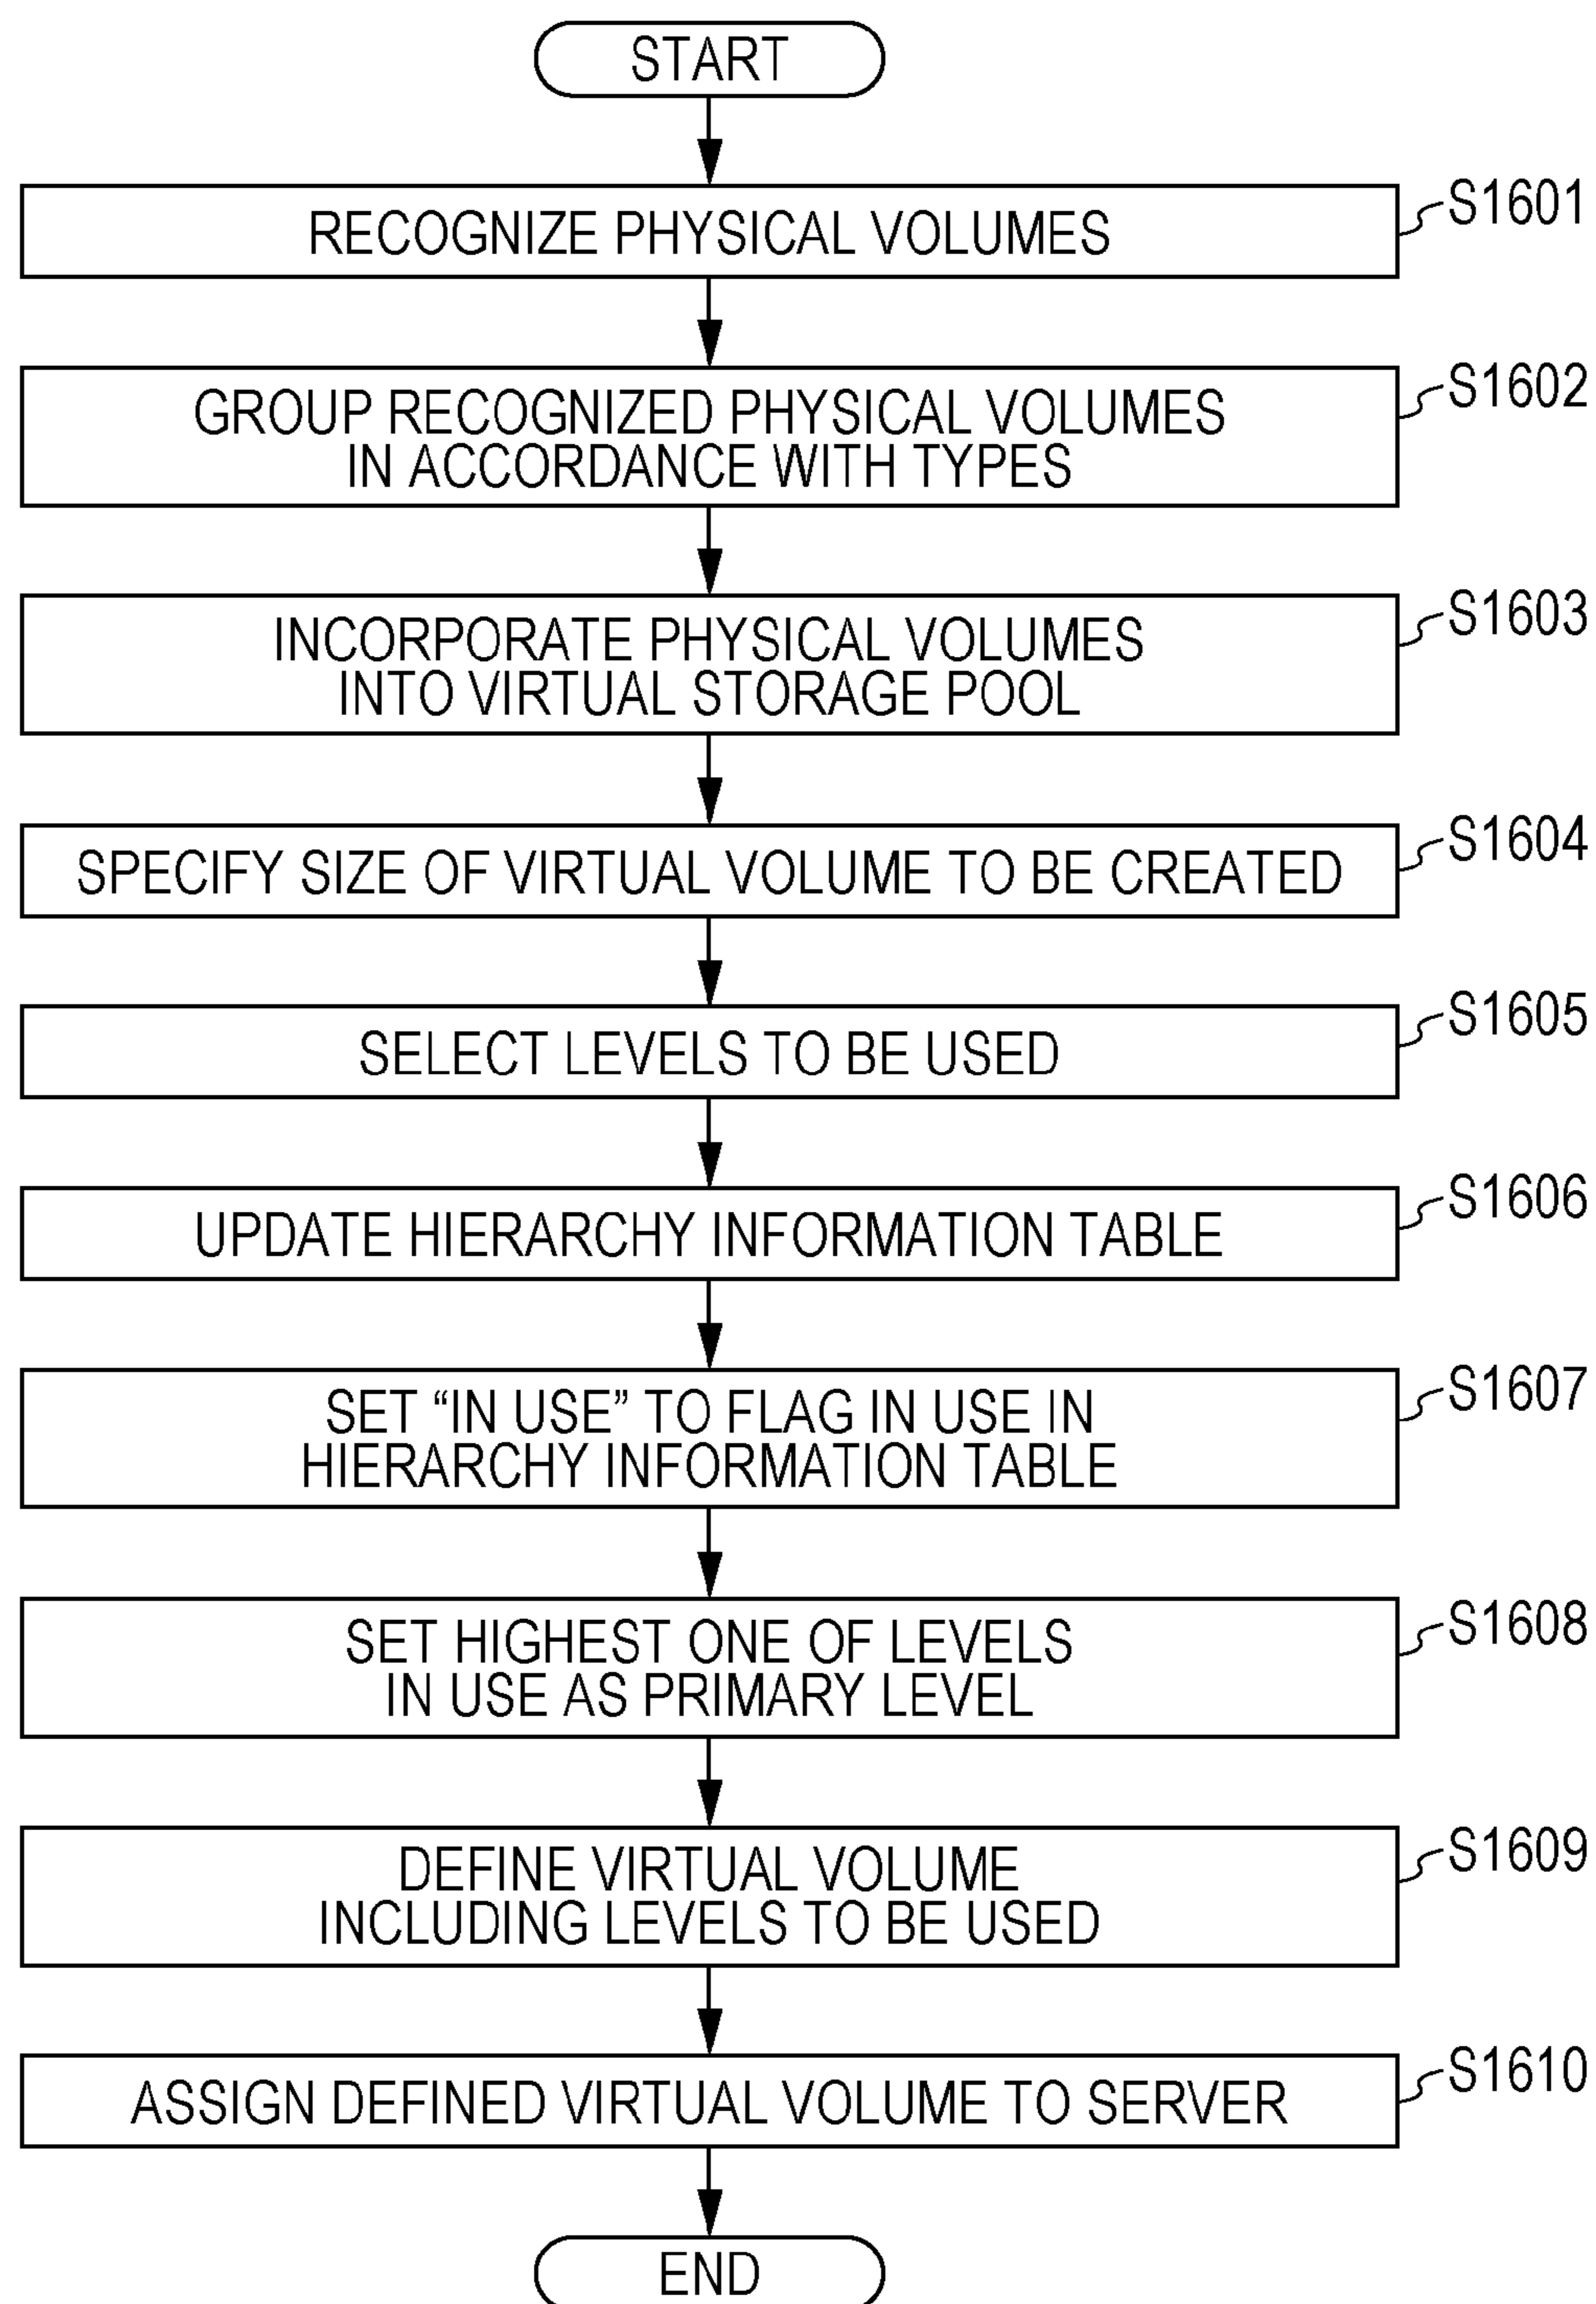 START
RECOGNIZE PHYSICAL VOLUMES
S1601
GROUP RECOGNIZED PHYSICAL VOLUMES
IN ACCORDANCE WITH TYPES
S1602
INCORPORATE PHYSICAL VOLUMES
INTO VIRTUAL STORAGE POOL
S1603
SPECIFY SIZE OF VIRTUAL VOLUME TO BE CREATED
S1604
SELECT LEVELS TO BE USED
S1605
UPDATE HIERARCHY INFORMATION TABLE
S1606
SET “IN USE” TO FLAG IN USE IN
HIERARCHY INFORMATION TABLE
S1607
SET HIGHEST ONE OF LEVELS
IN USE AS PRIMARY LEVEL
S1608
DEFINE VIRTUAL VOLUME
INCLUDING LEVELS TO BE USED
S1609
ASSIGN DEFINED VIRTUAL VOLUME TO SERVER
S1610
END